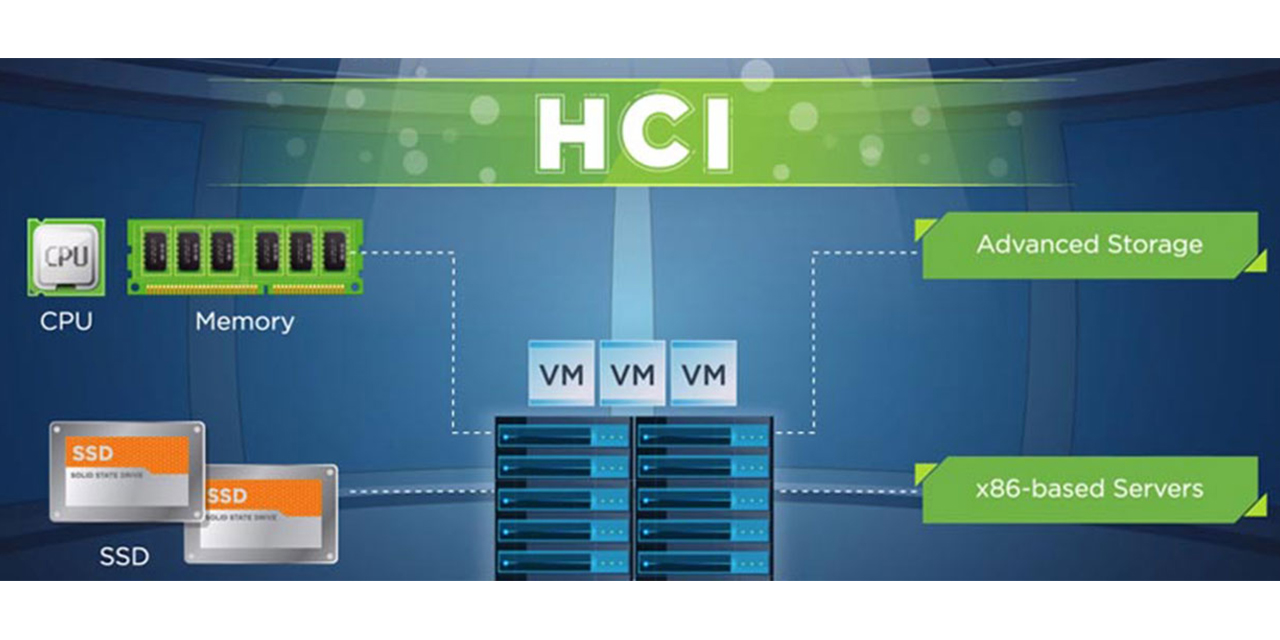 HCI
CPU
CPU
Memory
Advanced Storage
VM VM VM
SSD
SOLID STATE DRIVE
SSD
SOLID STATE DRIVE
SSD
x86-based Servers